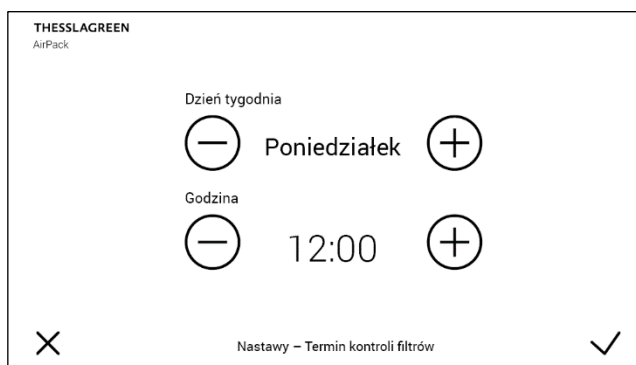 THESSLAGREEN
AirPack
Dzień tygodnia
Poniedziałek
Godzina
12:00
Nastawy – Termin kontroli filtrów